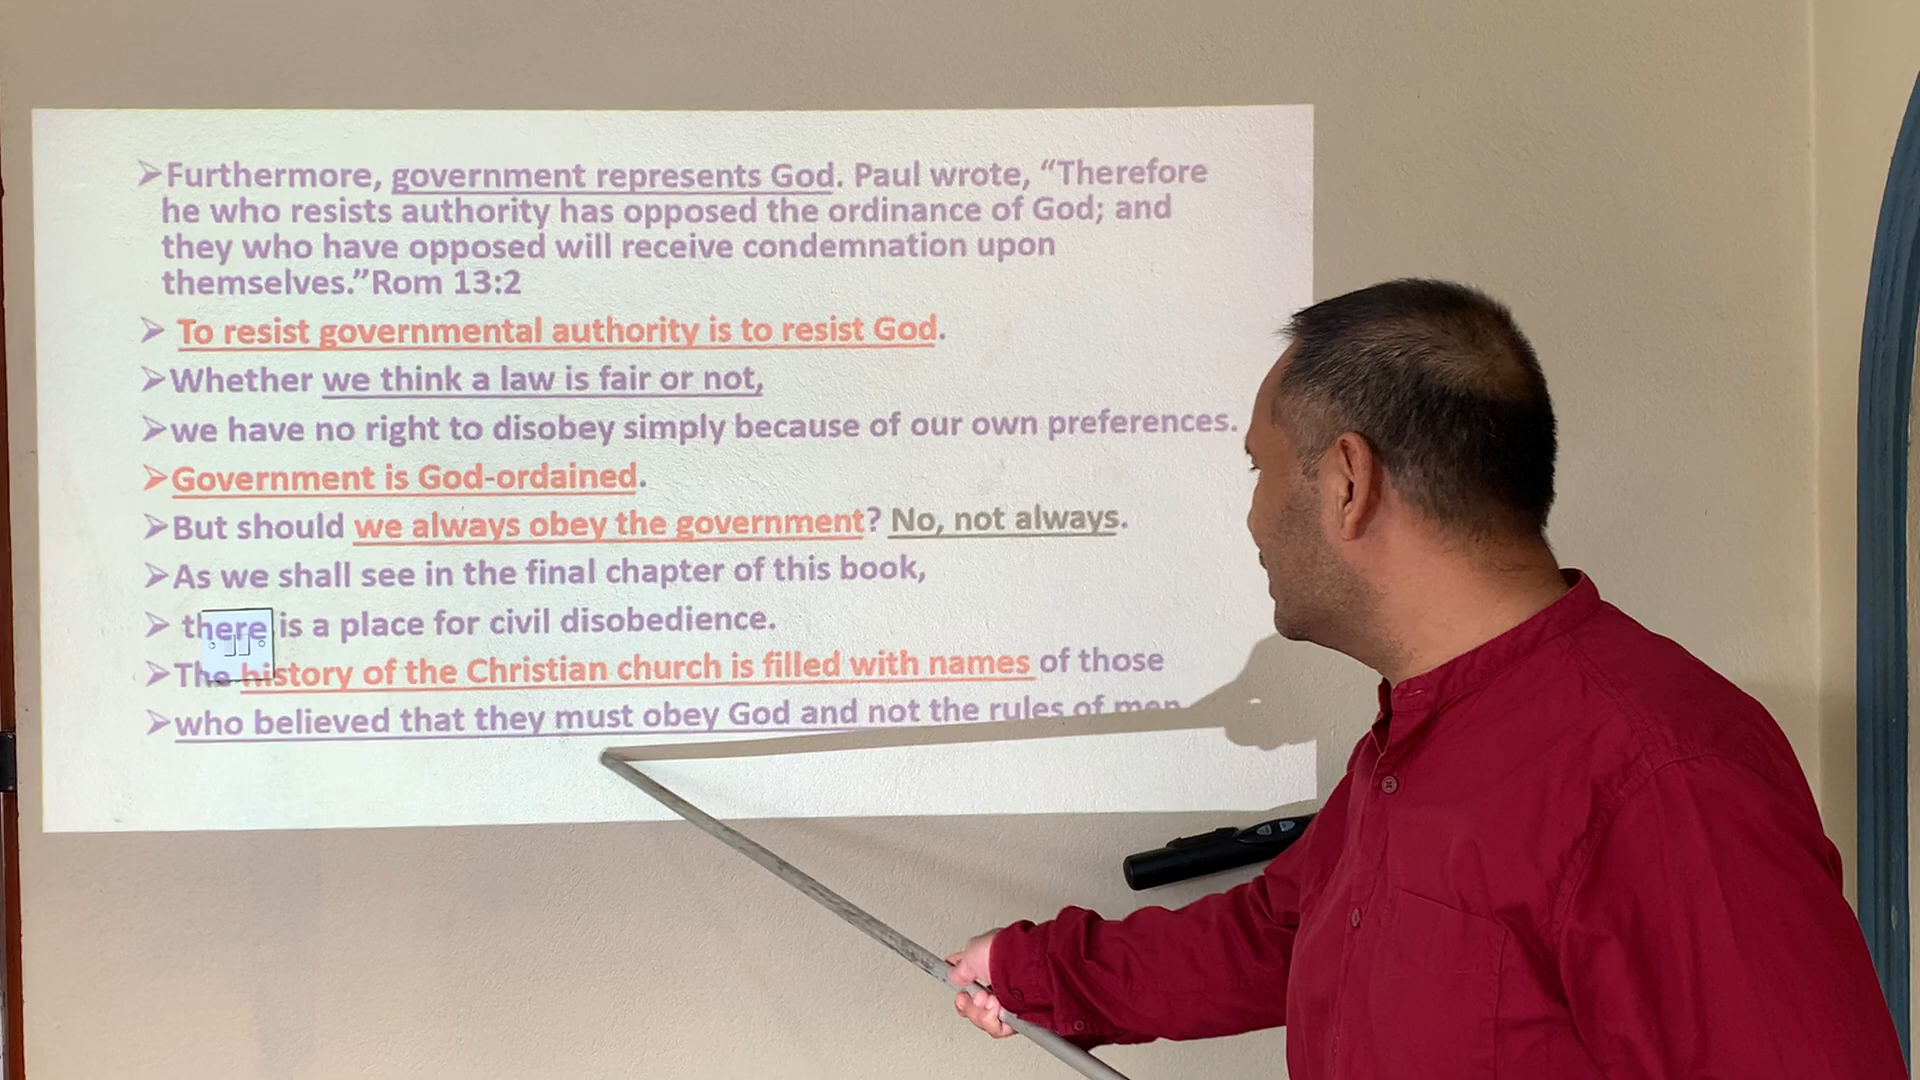 ➢Furthermore, government represents God. Paul wrote, “Therefore
he who resists authority has opposed the ordinance of God; and
they who have opposed will receive condemnation upon
themselves.”Rom 13:2
➢ To resist governmental authority is to resist God.
➢Whether we think a law is fair or not,
➢we have no right to disobey simply because of our own preferences.
➢Government is God-ordained.
➢But should we always obey the government? No, not always.
➢As we shall see in the final chapter of this book,
➢ there is a place for civil disobedience.
➢The history of the Christian church is filled with names of those
➢who believed that they must obey God and not the rules of men